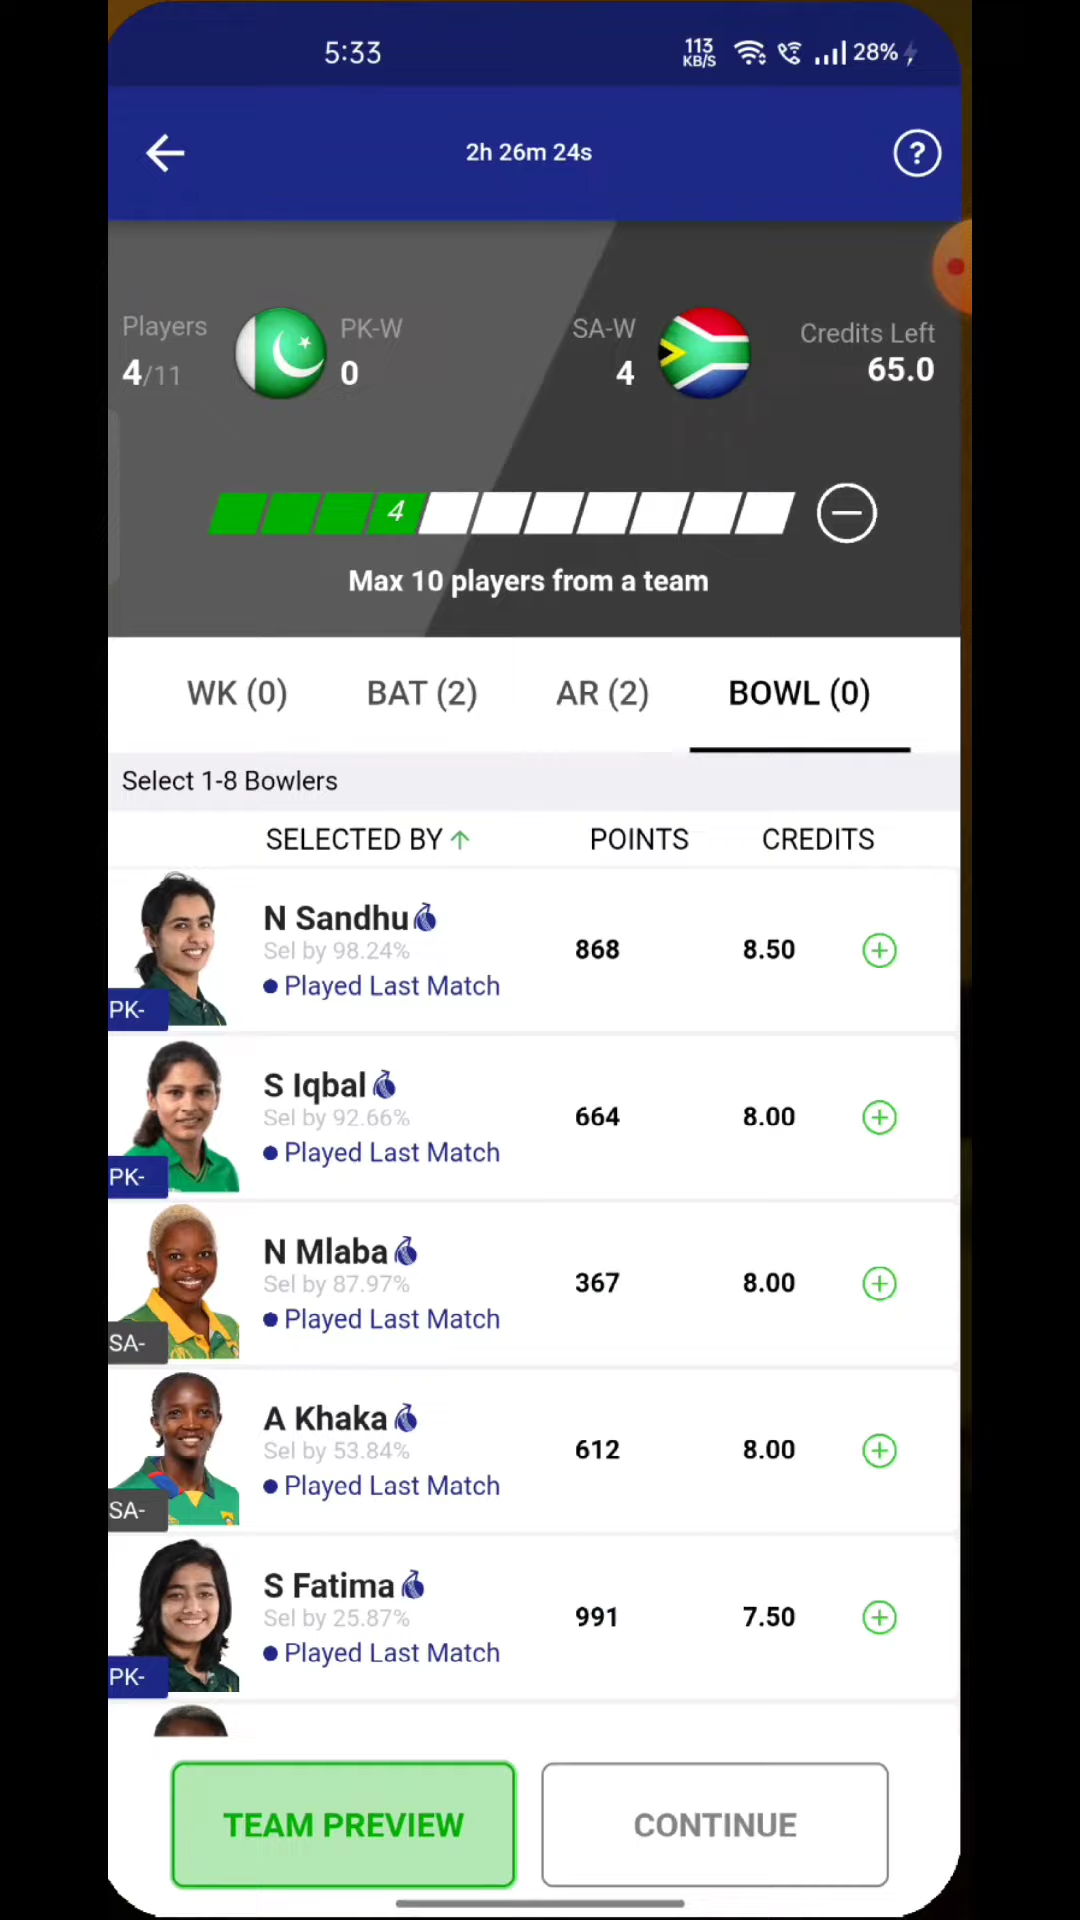 5:33
113
KB/S
28%
2h 26m 24s
?
Players
PK-W
SA-W
Credits Left
4/11
0
4
65.0
4
Max 10 players from a team
WK (0)
BAT (2)
AR (2)
BOWL (0)
Select 1-8 Bowlers
SELECTED BY ↑
POINTS
CREDITS
N Sandhu
Sel by 98.24%
868
8.50
Played Last Match
PK-
S Iqbal
Sel by 92.66%
664
8.00
Played Last Match
PK-
N Mlaba
Sel by 87.97%
367
8.00
Played Last Match
SA-
A Khaka
Sel by 53.84%
612
8.00
Played Last Match
SA-
S Fatima
Sel by 25.87%
991
7.50
Played Last Match
PK-
TEAM PREVIEW
CONTINUE